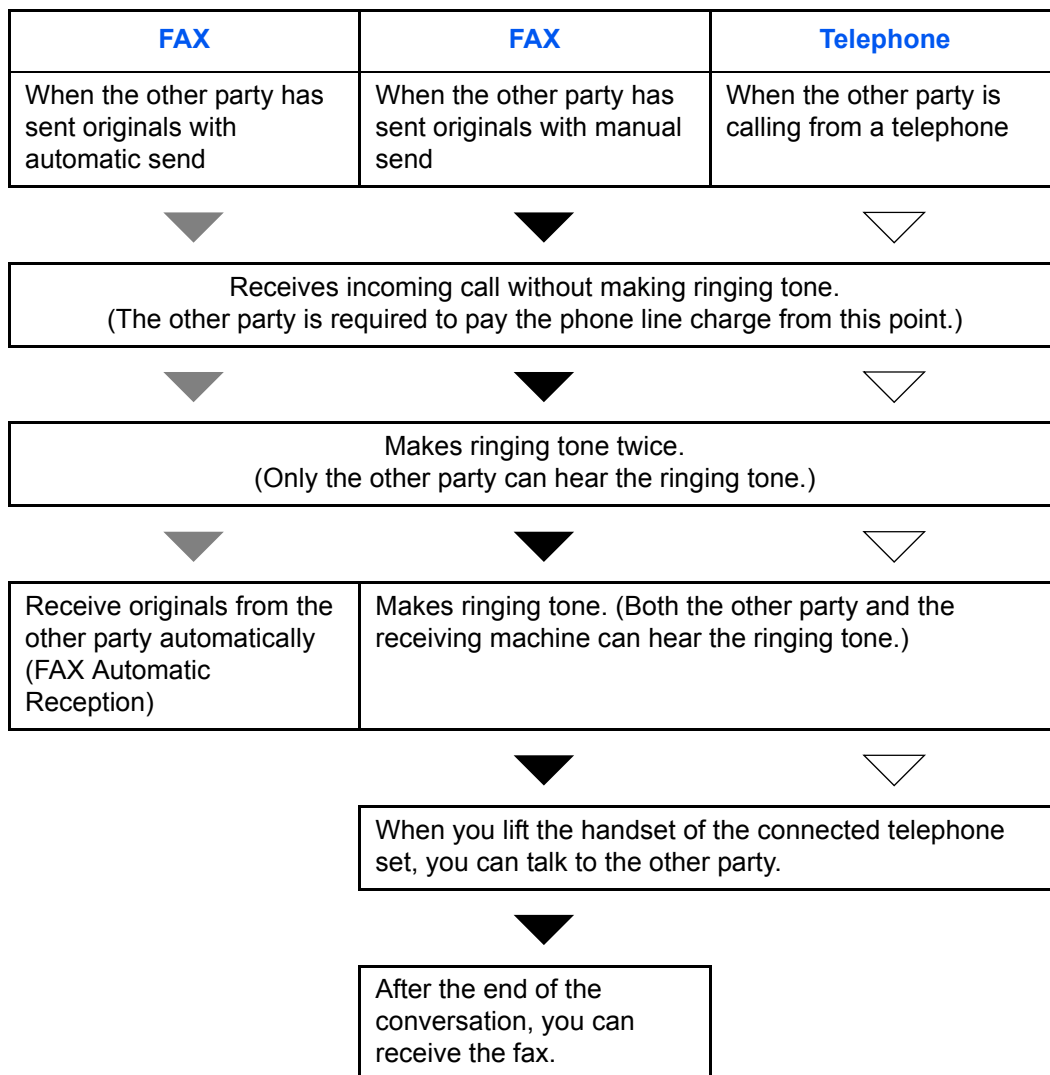 FAX
FAX
Telephone
When the other party has
sent originals with
automatic send
When the other party has
sent originals with manual
send
When the other party is
calling from a telephone
Receives incoming call without making ringing tone.
(The other party is required to pay the phone line charge from this point.)
Makes ringing tone twice.
(Only the other party can hear the ringing tone.)
Receive originals from the
other party automatically
(FAX Automatic
Reception)
Makes ringing tone. (Both the other party and the
receiving machine can hear the ringing tone.)
When you lift the handset of the connected telephone
set, you can talk to the other party.
After the end of the
conversation, you can
receive the fax.